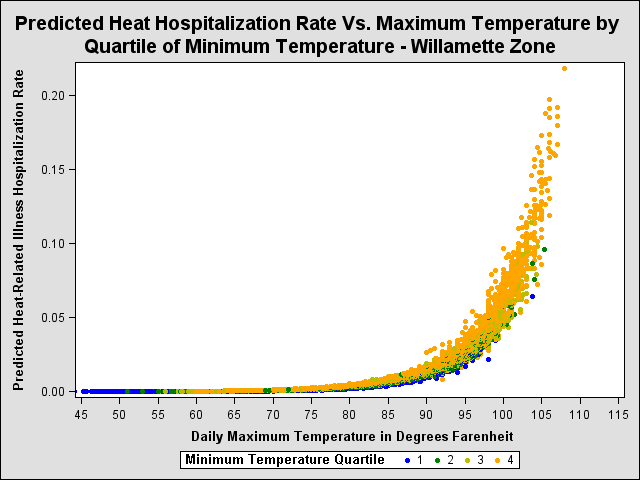 Predicted Heat Hospitalization Rate Vs. Maximum Temperature by
Quartile of Minimum Temperature - Willamette Zone
Predicted Heat-Related Illness Hospitalization Rate
0.20
0.15
0.10
0.05
0.00
45 50 55 60 65 70 75 80 85 90 95 100 105 110 115
Daily Maximum Temperature in Degrees Farenheit
Minimum Temperature Quartile 1 2 3 4